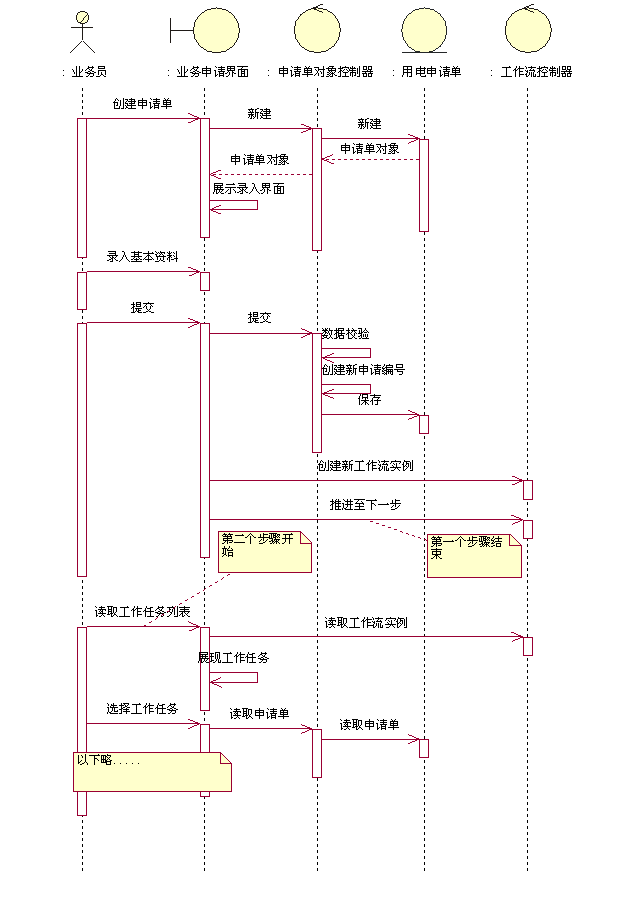 : 业务员
: 业务申请界面
: 申请单对象控制器
: 用电申请单
: 工作流控制器
创建申请单
新建
新建
申请单对象
申请单对象
展示录入界面
录入基本资料
提交
提交
数据校验
创建新申请编号
保存
创建新工作流实例
推进至下一步
第二个步骤开
始
第一个步骤结
束
读取工作任务列表
读取工作流实例
展现工作任务
选择工作任务
读取申请单
读取申请单
以下略.....